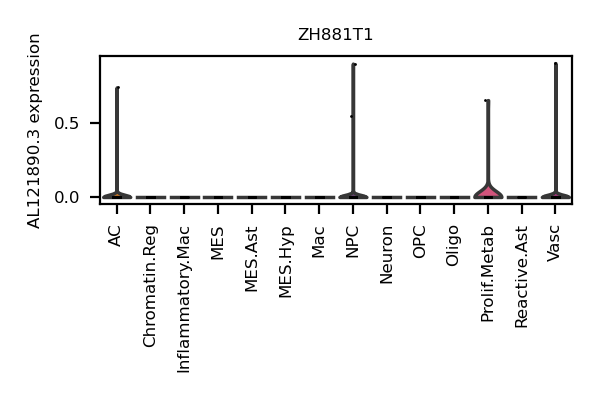 ZH881T1
AL121890.3 expression
0.5
0.0
AC
Chromatin.Reg
Inflammatory.Mac
MES
MES.Ast
MES.Hyp
Mac
NPC
Neuron
OPC
Oligo
Prolif.Metab
Reactive.Ast
Vasc